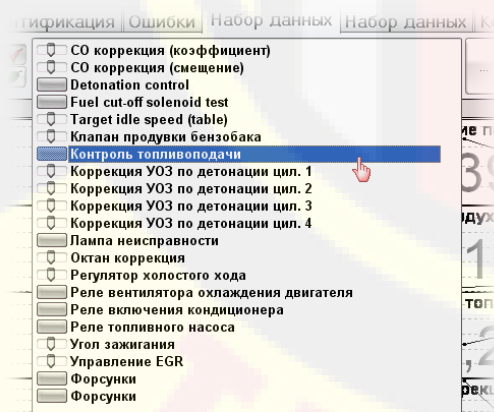 тификация Ошибки Набор данных Набор данных
СО коррекция (коэффициент)
СО коррекция (смещение)
Detonation control
Fuel cut-off solenoid test
Target idle speed (table)
Клапан продувки бензобака
Контроль топливоподачи
Коррекция УОЗ по детонации цил. 1
Коррекция УОЗ по детонации цил. 2
Коррекция УОЗ по детонации цил. 3
Коррекция УОЗ по детонации цил. 4
Лампа неисправности
Октан коррекция
Регулятор холостого хода
Реле вентилятора охлаждения двигателя
Реле включения кондиционера
Реле топливного насоса
Угол зажигания
Управление EGR
Форсунки
Форсунки